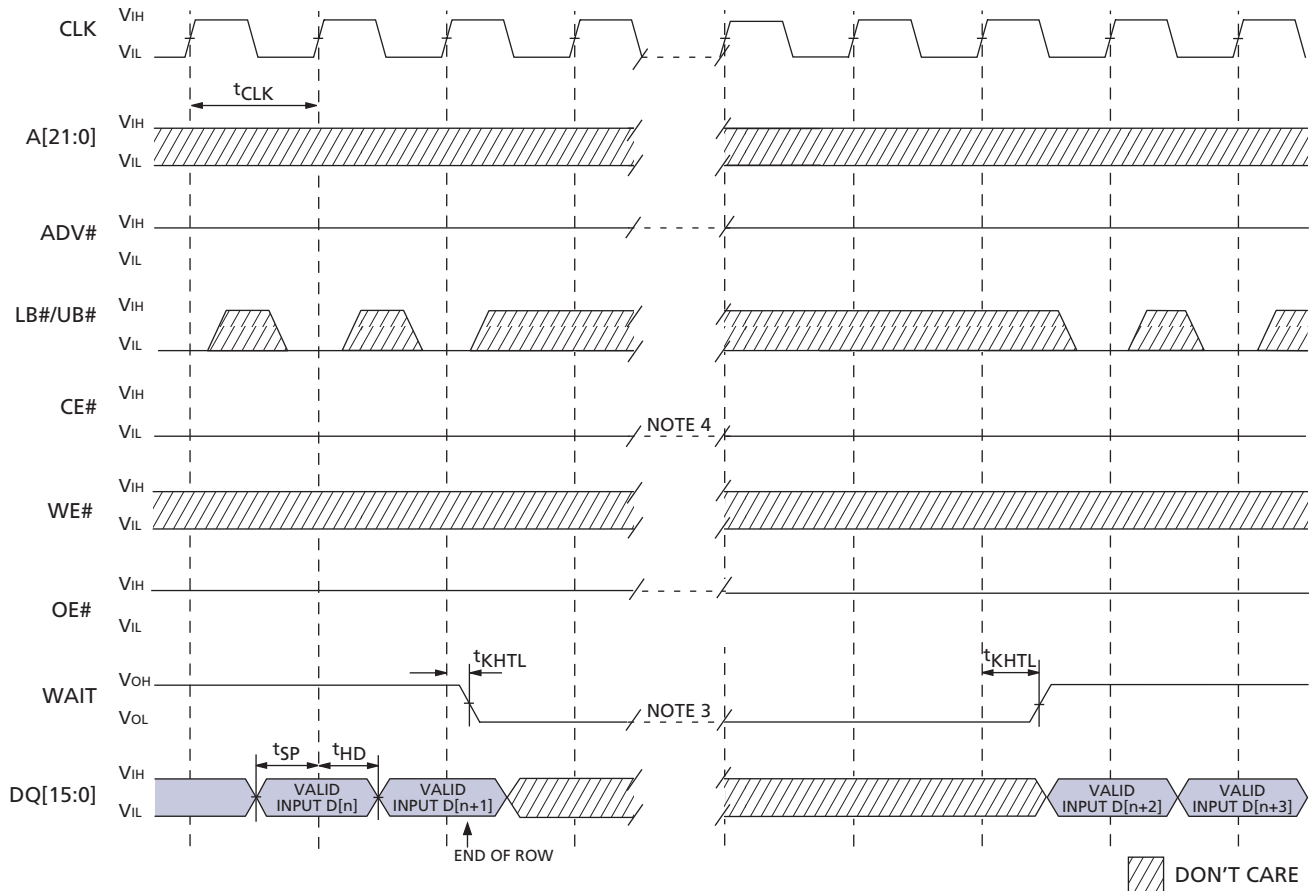 CLK
VIH
VIL
tCLK
A[21:0]
VIH
VIL
ADV#
VIH
VIL
LB#/UB#
VIH
VIL
CE#
VIH
VIL
NOTE 4
WE#
VIH
VIL
OE#
VIH
VIL
WAIT
VOH
VOL
tKHTL
NOTE 3
tKHTL
DQ[15:0]
VIH
VIL
tSP
tHD
VALID
INPUT D[n]
VALID
INPUT D[n+1]
VALID
INPUT D[n+2]
VALID
INPUT D[n+3]
END OF ROW
DON'T CARE